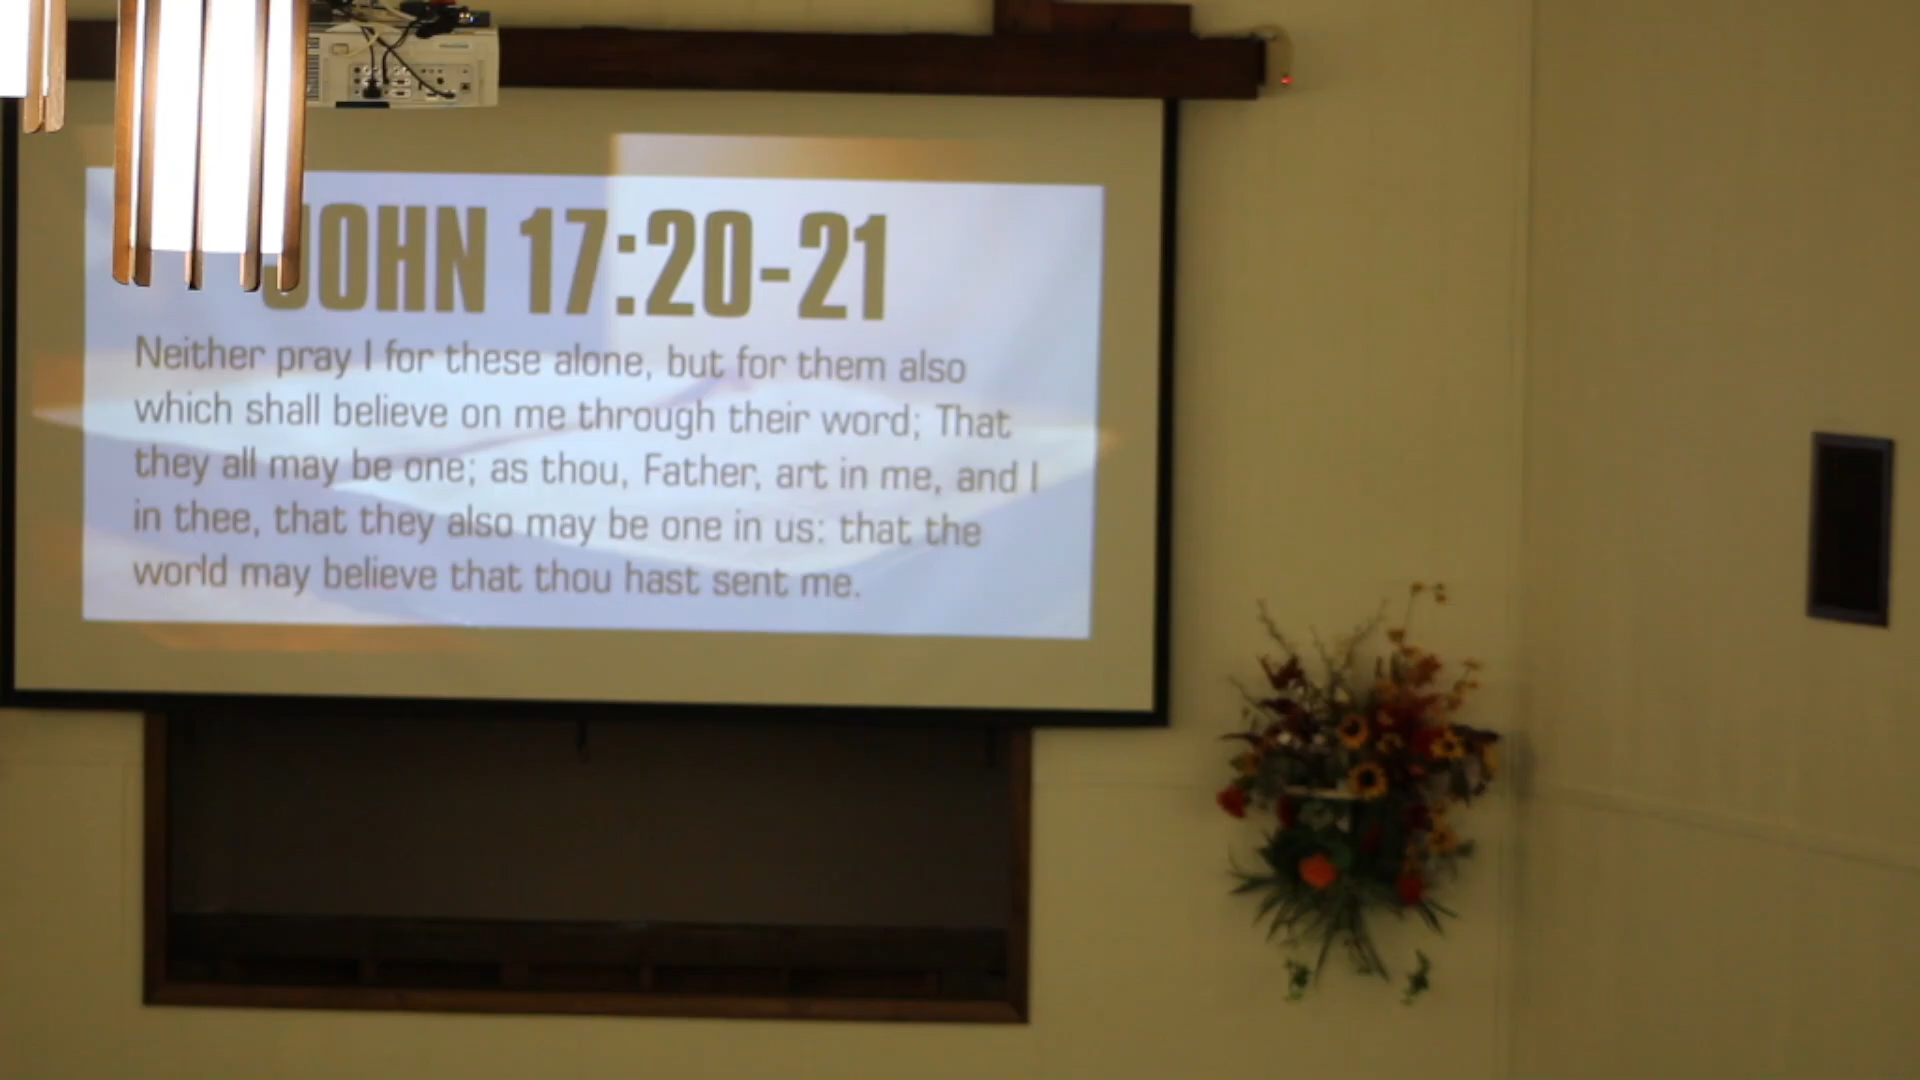 JOHN 17:20-21
Neither pray I for these alone, but for them also
which shall believe on me through their word; That
they all may be one; as thou, Father, art in me, and I
in thee, that they also may be one in us: that the
world may believe that thou hast sent me.